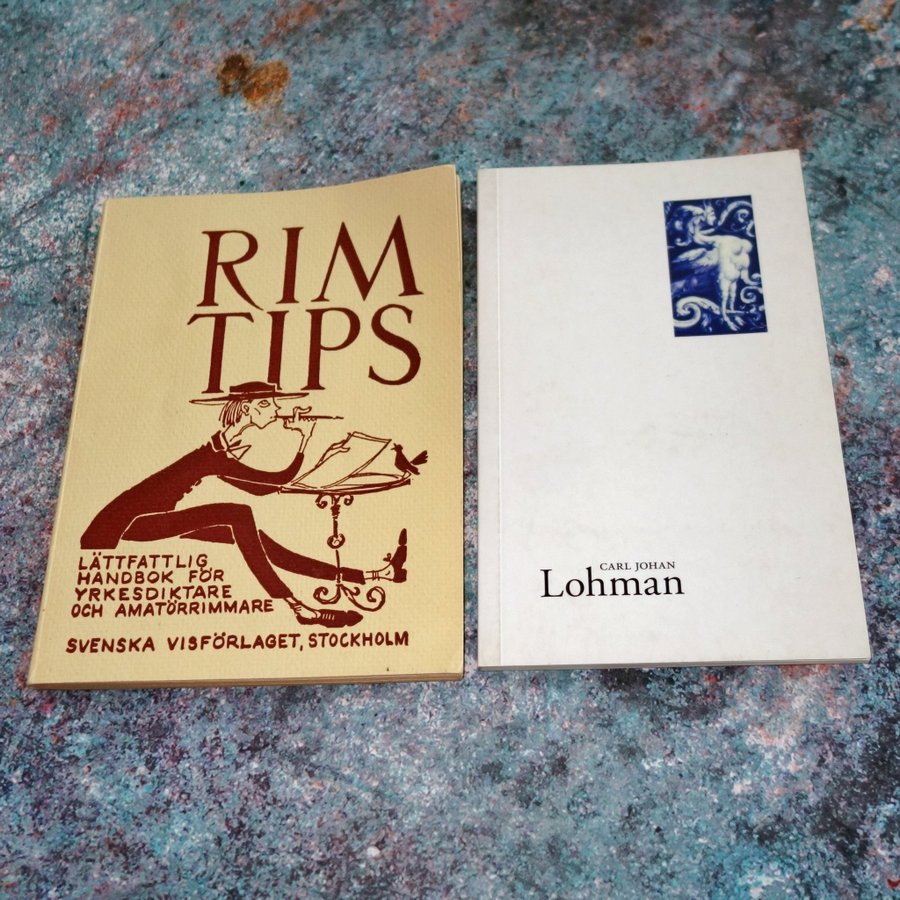 RIM
TIPS
LÄTTFATTLIG
HANDBOK FÖR
YRKESDIKTARE
OCH AMATÖRRIMMARE
SVENSKA VISFÖRLAGET, STOCKHOLM
CARL JOHAN
Lohman